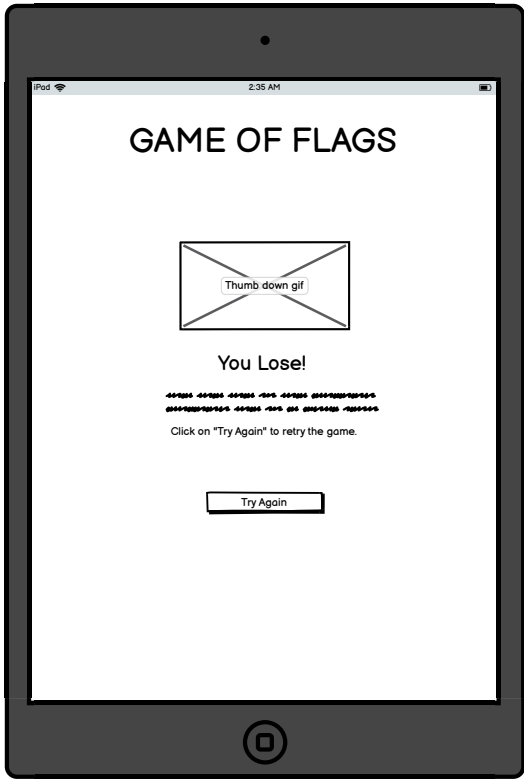 iPad 2:35 AM
GAME OF FLAGS
Thumb down gif
You Lose!
Click on "Try Again" to retry the game.
Try Again